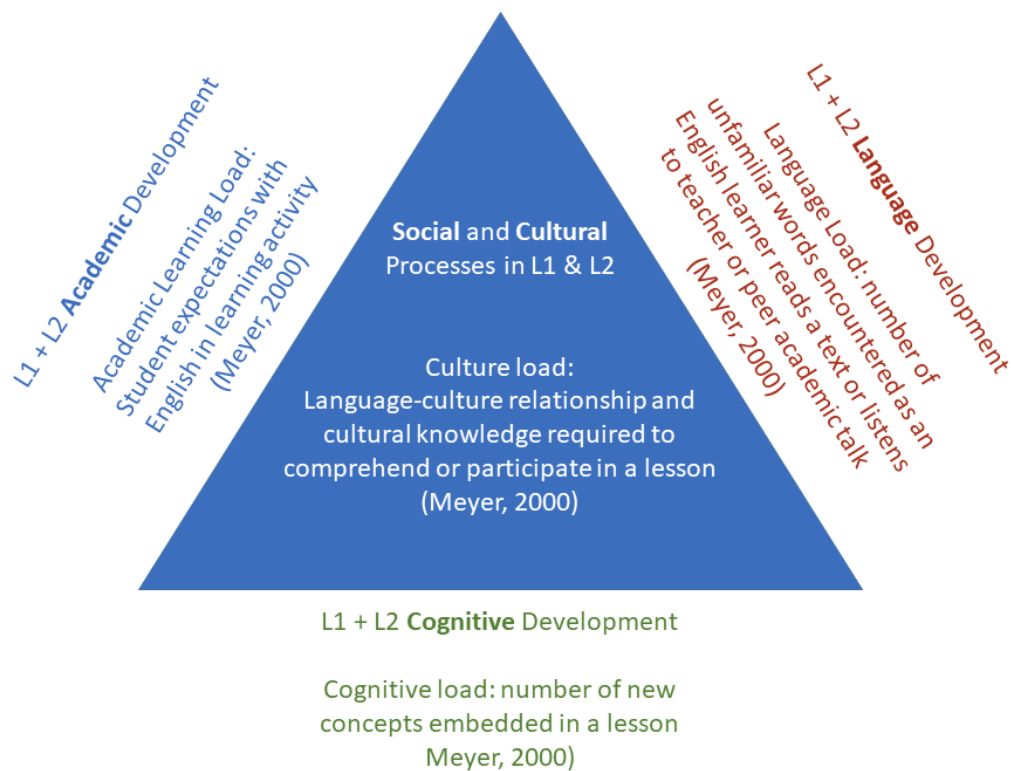 L1 + L2 Academic Development
Academic Learning Load:
Student expectations with
English in learning activity
(Meyer, 2000)
Social and Cultural
Processes in L1 & L2
Culture load:
Language-culture relationship and
cultural knowledge required to
comprehend or participate in a lesson
(Meyer, 2000)
L1 + L2 Language Development
Language Load: number of
unfamiliar words encountered as an
English learner reads a text or listens
to teacher or peer academic talk
(Meyer, 2000)
L1 + L2 Cognitive Development
Cognitive load: number of new
concepts embedded in a lesson
Meyer, 2000)